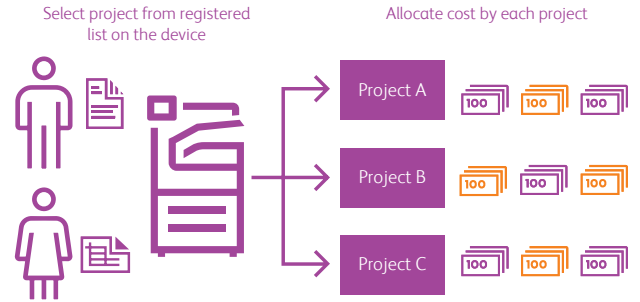 Select project from registered
list on the device
Allocate cost by each project
Project A
100 100 100
Project B
100 100 100
Project C
100 100 100